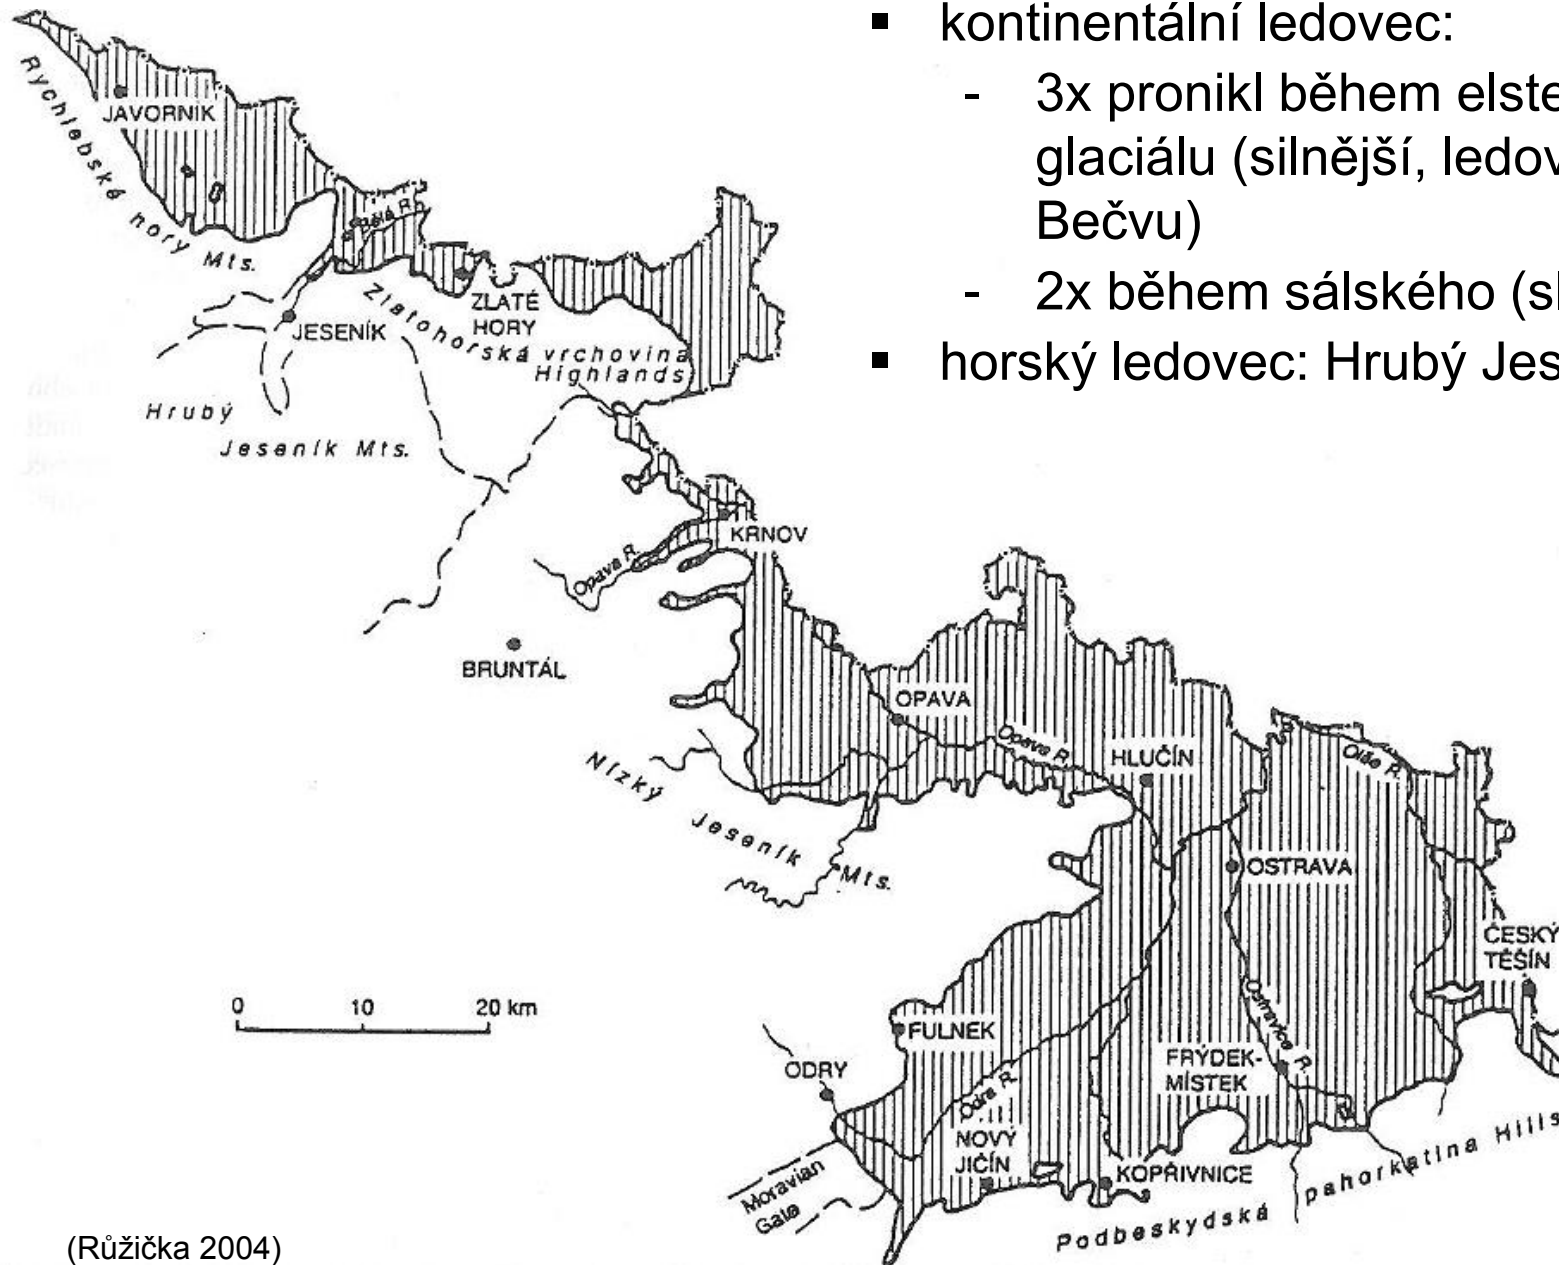 ▪ kontinentální ledovec:
- 3x pronikl během elste
glaciálu (silnější, ledov
Bečvu)
- 2x během sálského (sl
▪ horský ledovec: Hrubý Jes
JAVORNÍK
Rychlebské hory Mts.
Bělá R.
ZLATÉ
HORY
JESENÍK
Zlatohorská vrchovina
Highlands
Hrubý
Jeseník Mts.
KRNOV
Opava R.
BRUNTÁL
OPAVA
Opava R.
HLUČÍN
Olše R.
Nízký
Jeseník
Mts.
OSTRAVA
ČESKÝ
TĚŠÍN
0 10 20 km
Ostravice R.
FULNEK
ODRY
FRÝDEK-
MÍSTEK
Odra R.
NOVÝ
JIČÍN
KOPŘIVNICE
Moravian
Gate
Podbeskydská pahorkatina Hills
(Růžička 2004)